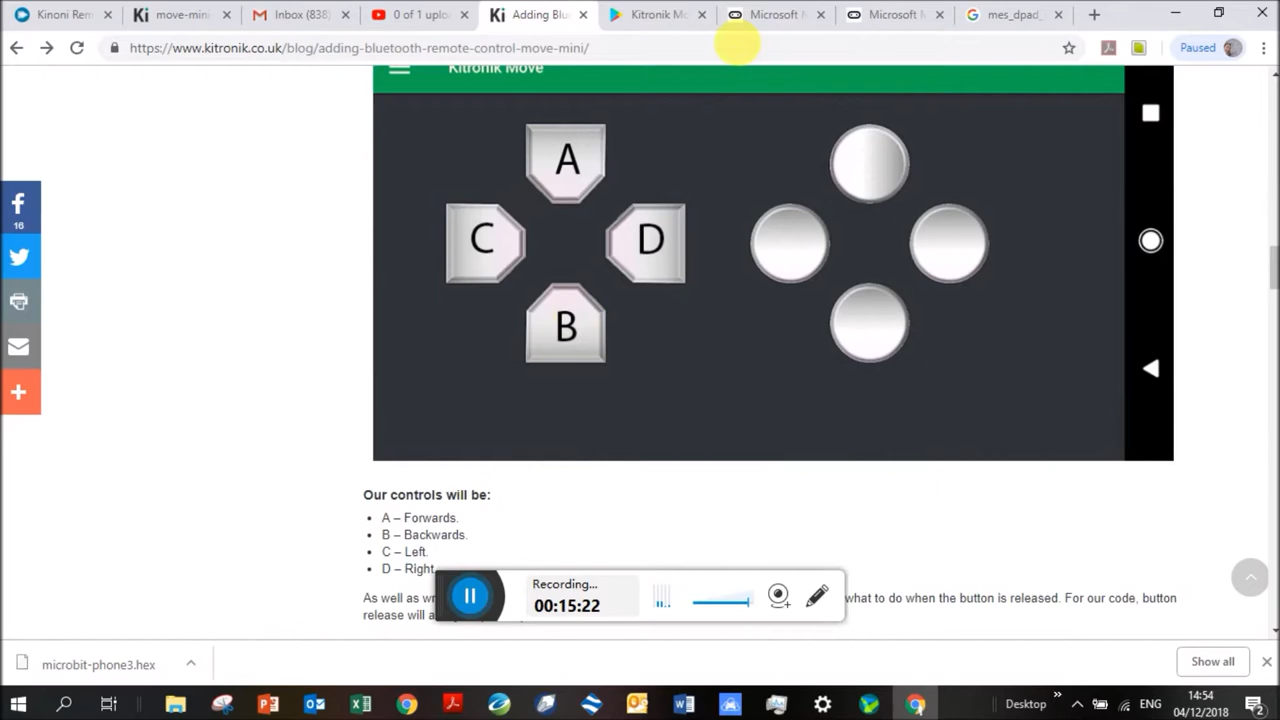 Kinoni Rem
move-mini
Inbox (838)
0 of 1 uploa
Adding Blu
Kitronik Mo
Microsoft
Microsoft
mes_dpad_
https://www.kitronik.co.uk/blog/adding-bluetooth-remote-control-move-mini/
Paused
Kitronik Move
A
C
D
B
16
Our controls will be:
A – Forwards.
B – Backwards.
C – Left.
D – Right.
As well as
what to do when the button is released. For our code, button
release will a
Recording...
00:15:22
microbit-phone3.hex
Show all
Desktop
ENG
14:54
04/12/2018
2